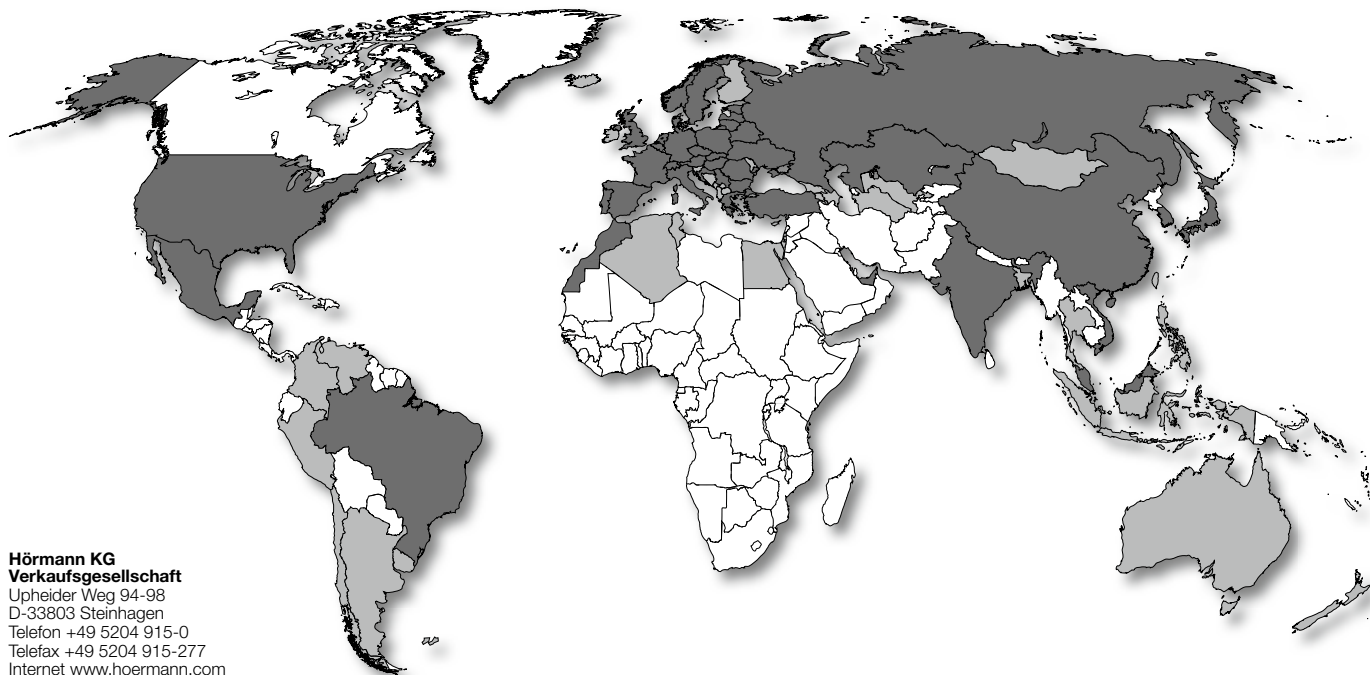 Hörmann KG
Verkaufsgesellschaft
Upheider Weg 94-98
D-33803 Steinhagen
Telefon +49 5204 915-0
Telefax +49 5204 915-277
Internet www.hoermann.com